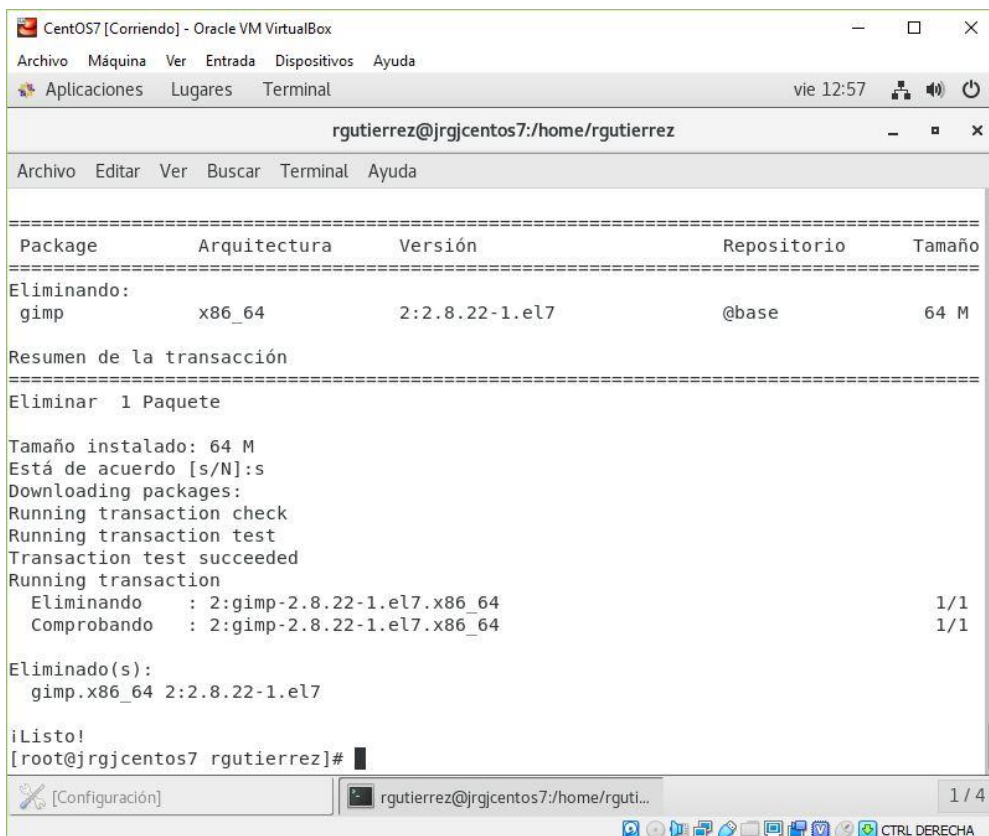 CentOS7 [Corriendo] - Oracle VM VirtualBox
Archivo Máquina Ver Entrada Dispositivos Ayuda
Aplicaciones Lugares Terminal vie 12:57
rgutierrez@jrgjcentos7:/home/rgutierrez
Archivo Editar Ver Buscar Terminal Ayuda
================================================================================
Package Arquitectura Versión Repositorio Tamaño
================================================================================
Eliminando:
gimp x86_64 2:2.8.22-1.el7 @base 64 M
Resumen de la transacción
================================================================================
Eliminar 1 Paquete
Tamaño instalado: 64 M
Está de acuerdo [s/N]:s
Downloading packages:
Running transaction check
Running transaction test
Transaction test succeeded
Running transaction
Eliminando : 2:gimp-2.8.22-1.el7.x86_64 1/1
Comprobando : 2:gimp-2.8.22-1.el7.x86_64 1/1
Eliminado(s):
gimp.x86_64 2:2.8.22-1.el7
¡Listo!
[root@jrgjcentos7 rgutierrez]#
[Configuración] rgutierrez@jrgjcentos7:/home/rguti... 1 / 4
CTRL DERECHA